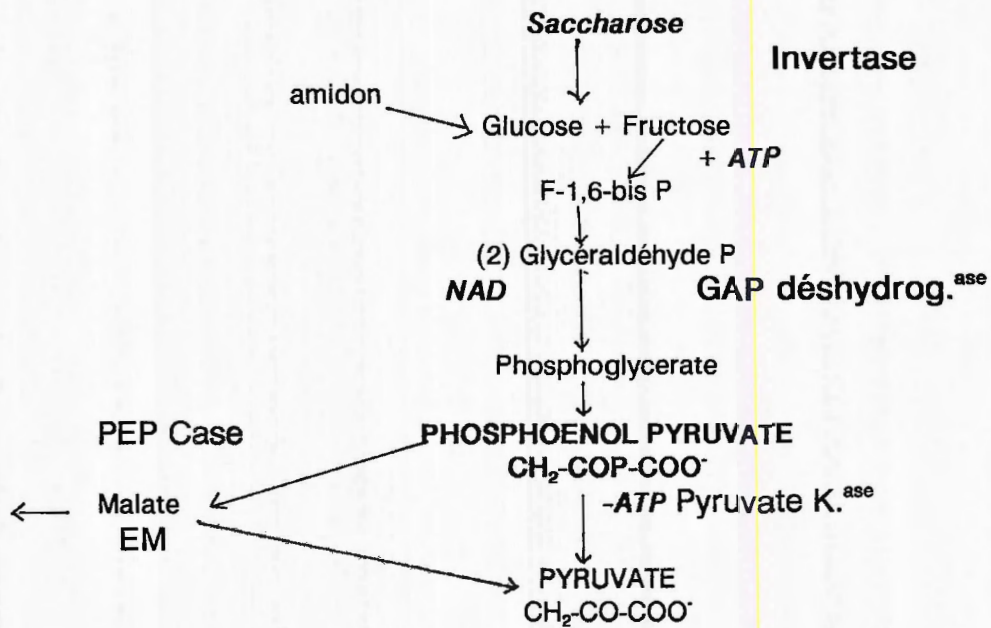 Saccharose
Invertase
amidon
Glucose + Fructose
+ ATP
F-1,6-bis P
(2) Glycéraldéhyde P
NAD
GAP déshydrog.ase
Phosphoglycerate
PEP Case
PHOSPHOENOL PYRUVATE
CH₂-COP-COO⁻
-ATP Pyruvate K.ase
Malate
EM
PYRUVATE
CH₂-CO-COO⁻